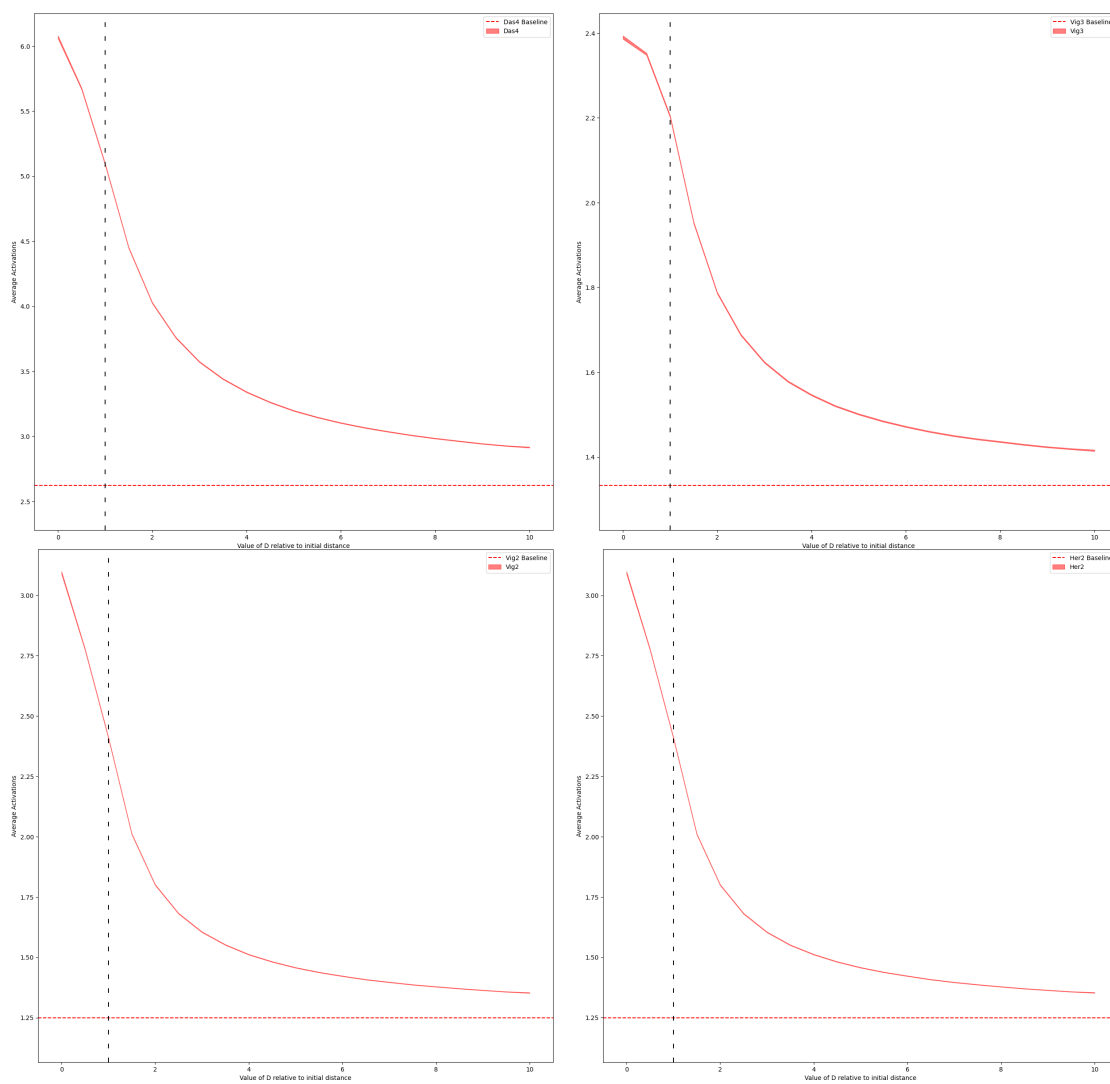 Das4 Baseline
Das4
6.0
5.5
5.0
4.5
4.0
3.5
3.0
2.5
Average Activations
0 2 4 6 8 10
Value of D relative to initial distance
Vig3 Baseline
Vig3
2.4
2.2
2.0
1.8
1.6
1.4
Average Activations
0 2 4 6 8 10
Value of D relative to initial distance
Vig2 Baseline
Vig2
3.00
2.75
2.50
2.25
2.00
1.75
1.50
1.25
Average Activations
0 2 4 6 8 10
Value of D relative to initial distance
Her2 Baseline
Her2
3.00
2.75
2.50
2.25
2.00
1.75
1.50
1.25
Average Activations
0 2 4 6 8 10
Value of D relative to initial distance